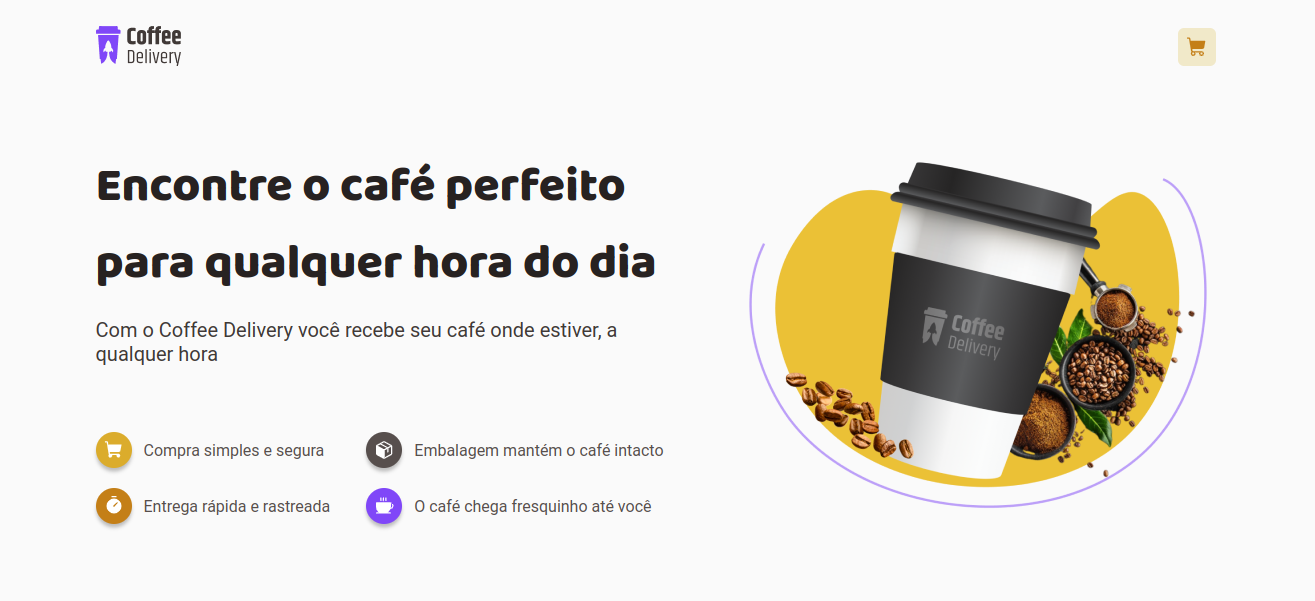 Coffee
Delivery
Encontre o café perfeito
para qualquer hora do dia
Com o Coffee Delivery você recebe seu café onde estiver, a
qualquer hora
Compra simples e segura
Embalagem mantém o café intacto
Entrega rápida e rastreada
O café chega fresquinho até você
Coffee
Delivery